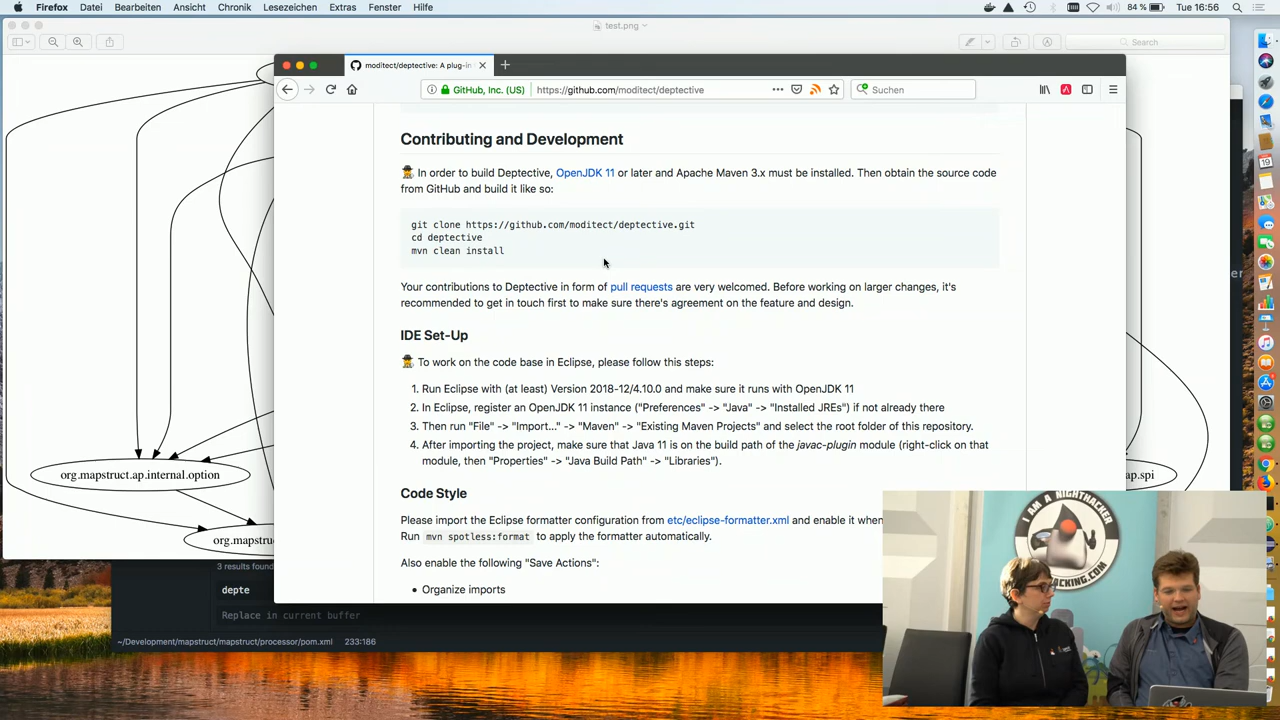 Firefox Datei Bearbeiten Ansicht Chronik Lesezeichen Extras Fenster Hilfe
84 % Tue 16:56
test.png
Search
moditect/deptective: A plug-in
GitHub, Inc. (US) https://github.com/moditect/deptective
Suchen
Contributing and Development
In order to build Deptective, OpenJDK 11 or later and Apache Maven 3.x must be installed. Then obtain the source code
from GitHub and build it like so:
git clone https://github.com/moditect/deptective.git
cd deptective
mvn clean install
Your contributions to Deptective in form of pull requests are very welcomed. Before working on larger changes, it's
recommended to get in touch first to make sure there's agreement on the feature and design.
IDE Set-Up
To work on the code base in Eclipse, please follow this steps:
1. Run Eclipse with (at least) Version 2018-12/4.10.0 and make sure it runs with OpenJDK 11
2. In Eclipse, register an OpenJDK 11 instance ("Preferences" -> "Java" -> "Installed JREs") if not already there
3. Then run "File" -> "Import..." -> "Maven" -> "Existing Maven Projects" and select the root folder of this repository.
4. After importing the project, make sure that Java 11 is on the build path of the javac-plugin module (right-click on that
module, then "Properties" -> "Java Build Path" -> "Libraries").
Code Style
Please import the Eclipse formatter configuration from etc/eclipse-formatter.xml and enable it when
Run mvn spotless:format to apply the formatter automatically.
Also enable the following "Save Actions":
• Organize imports
org.mapstruct.ap.internal.option
org.maps
ap.spi
3 results found
depte
Replace in current buffer
~/Development/mapstruct/mapstruct/processor/pom.xml 233:186
I AM A NIGHTHACKER
HACKING.COM